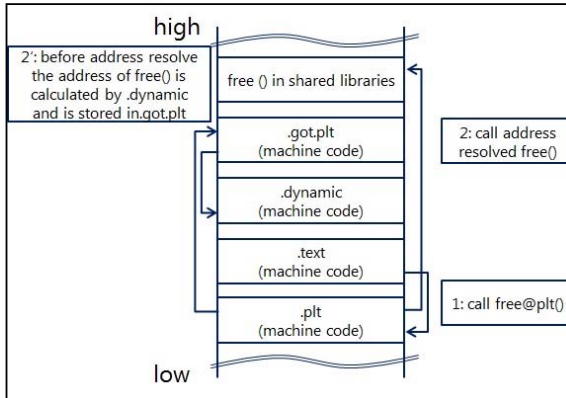 high
2': before address resolve
the address of free() is
calculated by .dynamic
and is stored in.got.plt
free () in shared libraries
.got.plt
(machine code)
2: call address
resolved free()
.dynamic
(machine code)
.text
(machine code)
1: call free@plt()
.plt
(machine code)
low